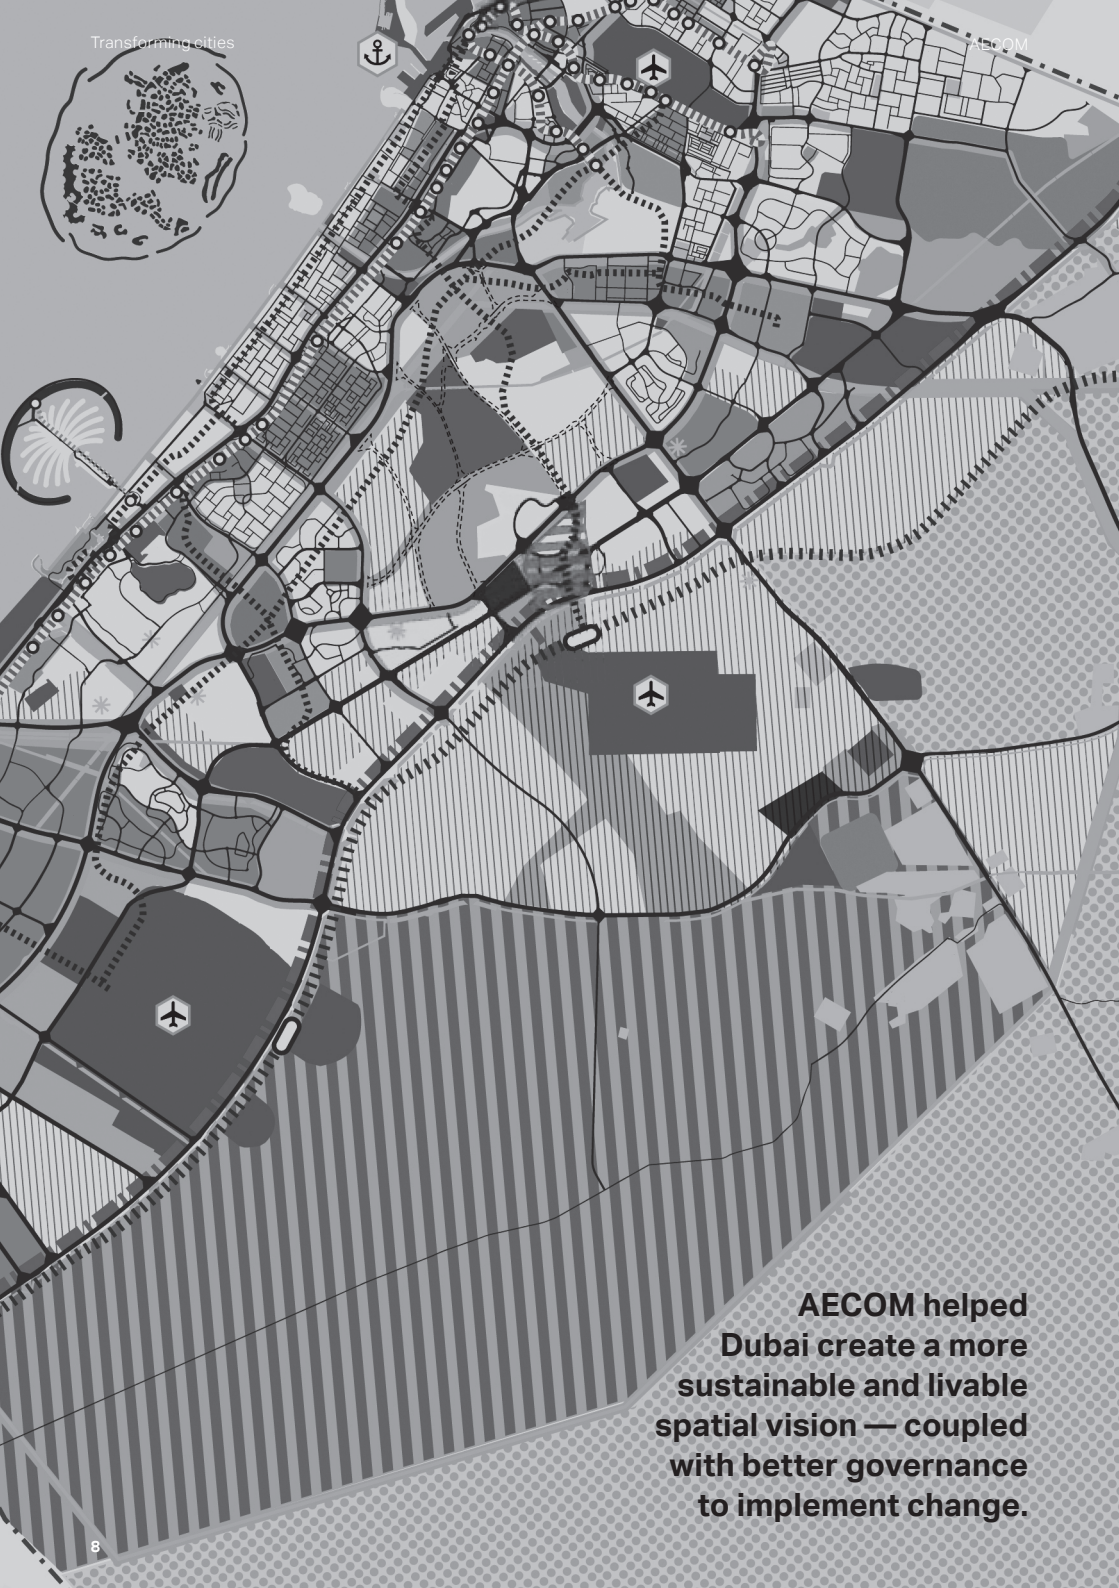 Transforming cities
AECOM
AECOM helped
Dubai create a more
sustainable and livable
spatial vision — coupled
with better governance
to implement change.
8